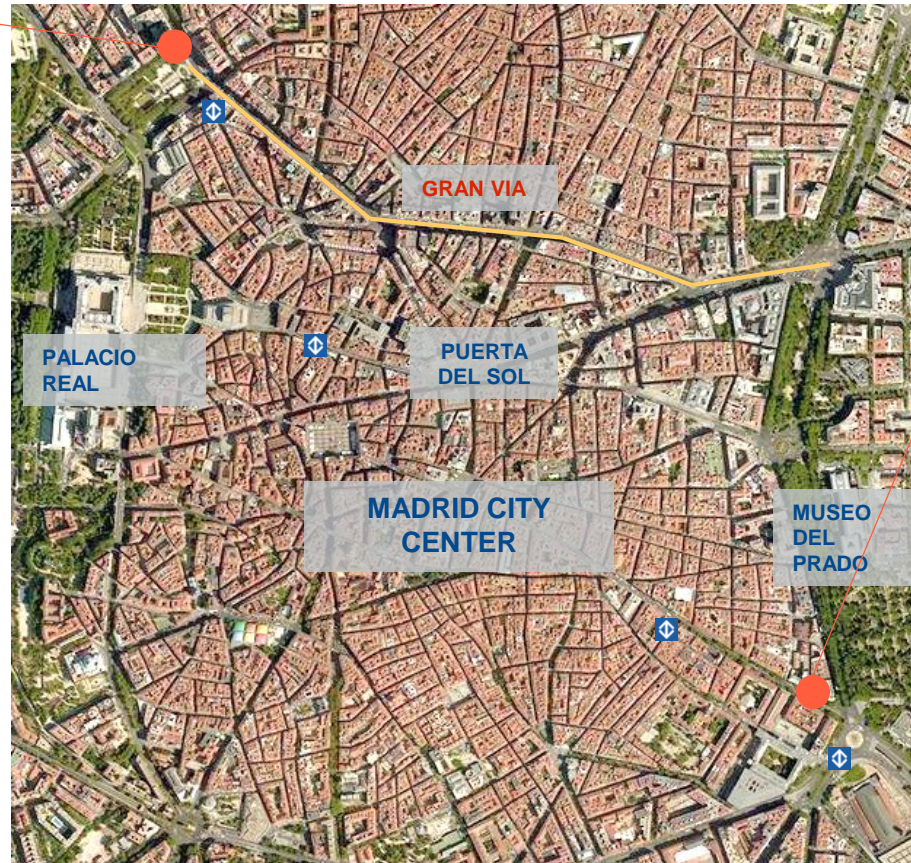 GRAN VIA
PALACIO
REAL
PUERTA
DEL SOL
MADRID CITY
CENTER
MUSEO
DEL
PRADO